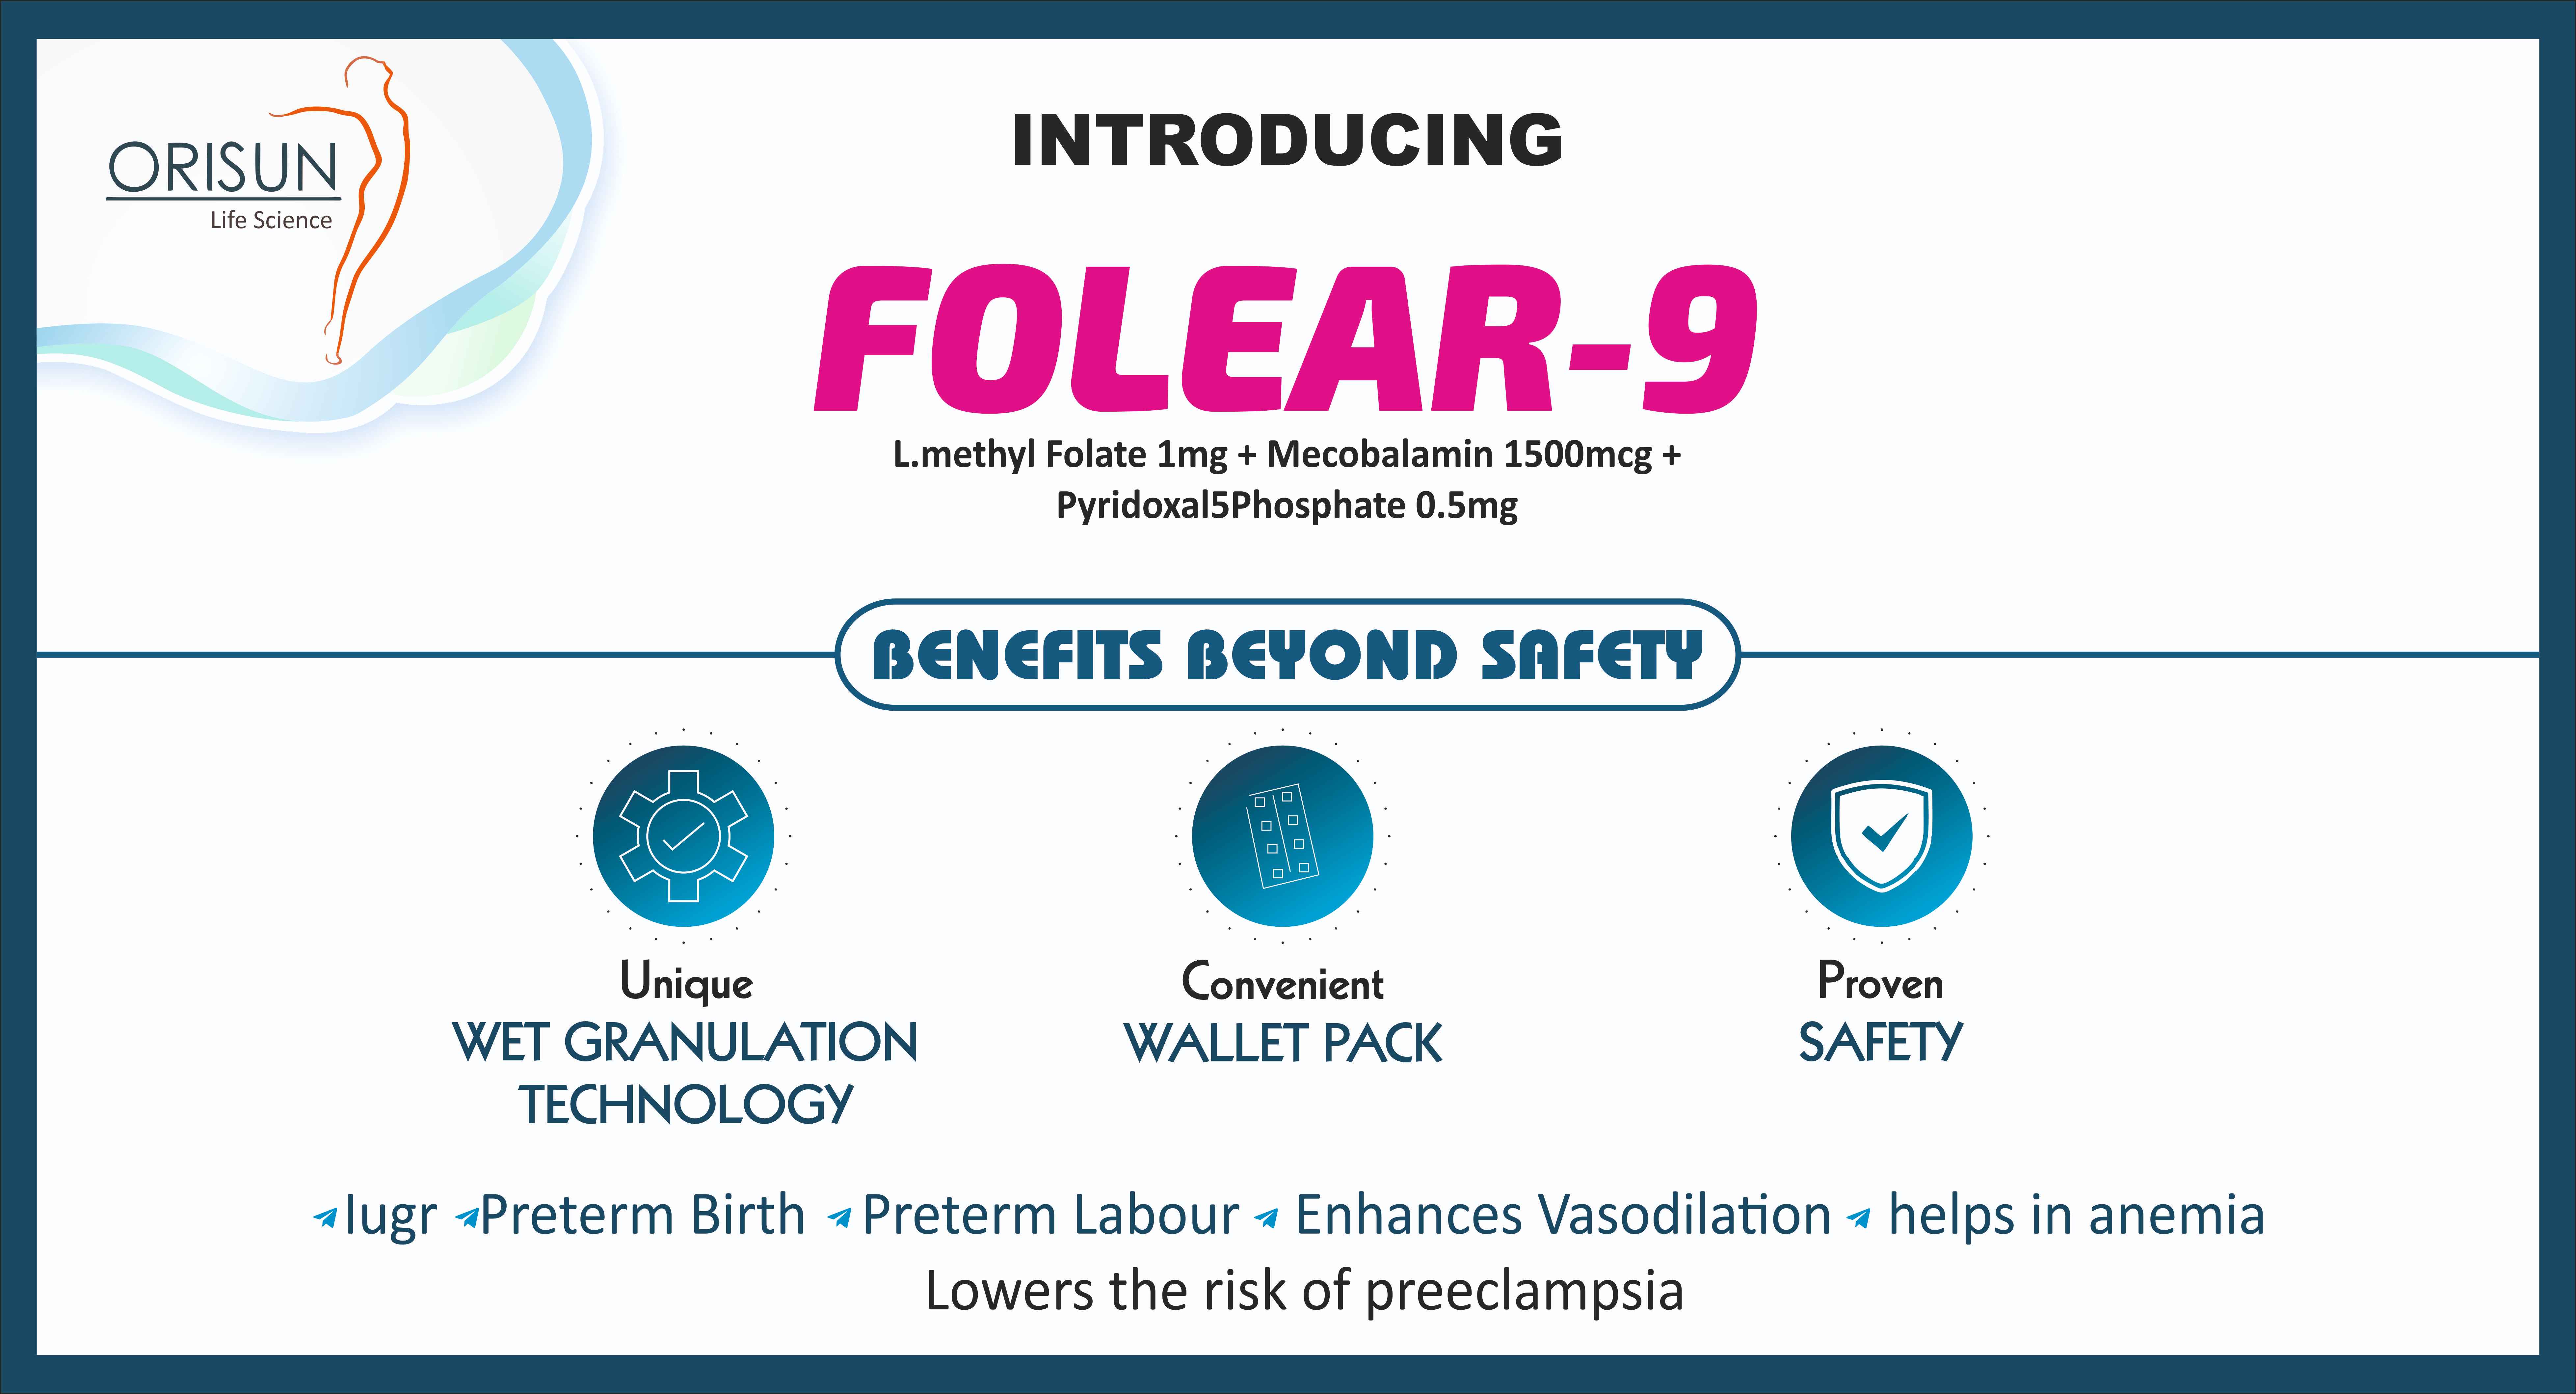 ORISUN
Life Science
INTRODUCING
FOLEAR-9
L.methyl Folate 1mg + Mecobalamin 1500mcg +
Pyridoxal5Phosphate 0.5mg
BENEFITS BEYOND SAFETY
Unique
WET GRANULATION
TECHNOLOGY
Convenient
WALLET PACK
Proven
SAFETY
Iugr Preterm Birth Preterm Labour Enhances Vasodilation helps in anemia
Lowers the risk of preeclampsia